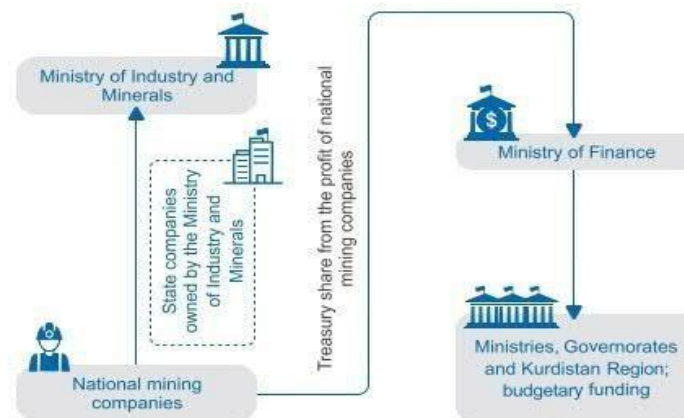 Ministry of Industry and
Minerals
State companies
owned by the Ministry
of Industry and
Minerals
National mining
companies
Treasury share from the profit of national
mining companies
$
Ministry of Finance
Ministries, Governorates
and Kurdistan Region;
budgetary funding